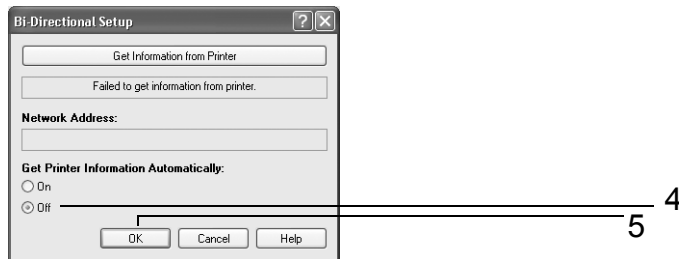 Bi-Directional Setup
Get Information from Printer
Failed to get information from printer.
Network Address:
Get Printer Information Automatically:
On
Off
4
OK Cancel Help
5